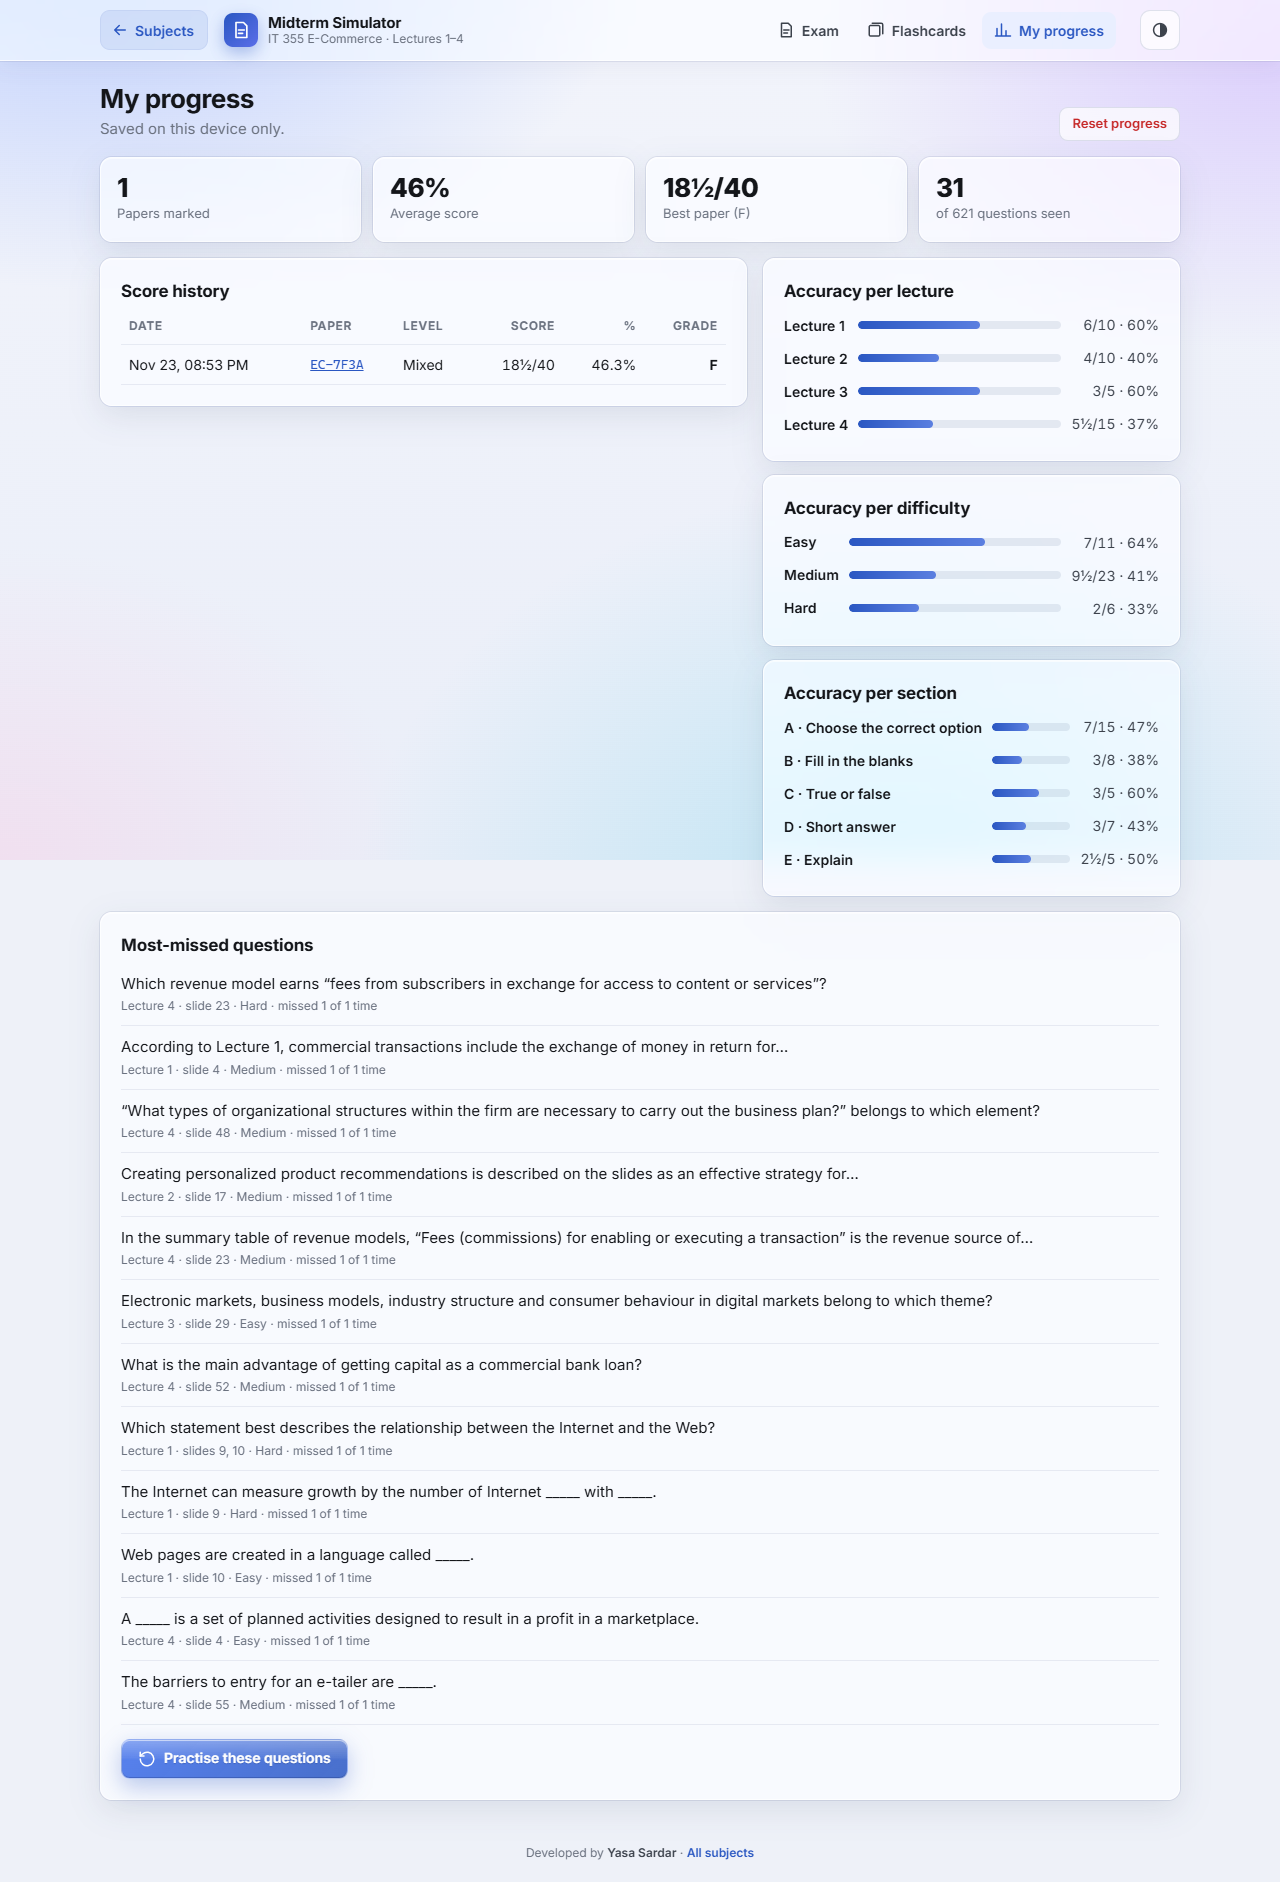 Subjects
Midterm Simulator
IT 355 E-Commerce · Lectures 1–4
Exam
Flashcards
My progress
My progress
Saved on this device only.
Reset progress
1
Papers marked
46%
Average score
18½/40
Best paper (F)
31
of 621 questions seen
Score history
DATE PAPER LEVEL SCORE % GRADE
Nov 23, 08:53 PM EC-7F3A Mixed 18½/40 46.3% F
Accuracy per lecture
Lecture 1 6/10 · 60%
Lecture 2 4/10 · 40%
Lecture 3 3/5 · 60%
Lecture 4 5½/15 · 37%
Accuracy per difficulty
Easy 7/11 · 64%
Medium 9½/23 · 41%
Hard 2/6 · 33%
Accuracy per section
A · Choose the correct option 7/15 · 47%
B · Fill in the blanks 3/8 · 38%
C · True or false 3/5 · 60%
D · Short answer 3/7 · 43%
E · Explain 2½/5 · 50%
Most-missed questions
Which revenue model earns “fees from subscribers in exchange for access to content or services”?
Lecture 4 · slide 23 · Hard · missed 1 of 1 time
According to Lecture 1, commercial transactions include the exchange of money in return for…
Lecture 1 · slide 4 · Medium · missed 1 of 1 time
“What types of organizational structures within the firm are necessary to carry out the business plan?” belongs to which element?
Lecture 4 · slide 48 · Medium · missed 1 of 1 time
Creating personalized product recommendations is described on the slides as an effective strategy for…
Lecture 2 · slide 17 · Medium · missed 1 of 1 time
In the summary table of revenue models, “Fees (commissions) for enabling or executing a transaction” is the revenue source of…
Lecture 4 · slide 23 · Medium · missed 1 of 1 time
Electronic markets, business models, industry structure and consumer behaviour in digital markets belong to which theme?
Lecture 3 · slide 29 · Easy · missed 1 of 1 time
What is the main advantage of getting capital as a commercial bank loan?
Lecture 4 · slide 52 · Medium · missed 1 of 1 time
Which statement best describes the relationship between the Internet and the Web?
Lecture 1 · slides 9, 10 · Hard · missed 1 of 1 time
The Internet can measure growth by the number of Internet _____ with _____.
Lecture 1 · slide 9 · Hard · missed 1 of 1 time
Web pages are created in a language called _____.
Lecture 1 · slide 10 · Easy · missed 1 of 1 time
A _____ is a set of planned activities designed to result in a profit in a marketplace.
Lecture 4 · slide 4 · Easy · missed 1 of 1 time
The barriers to entry for an e-tailer are _____.
Lecture 4 · slide 55 · Medium · missed 1 of 1 time
Practise these questions
Developed by Yasa Sardar · All subjects